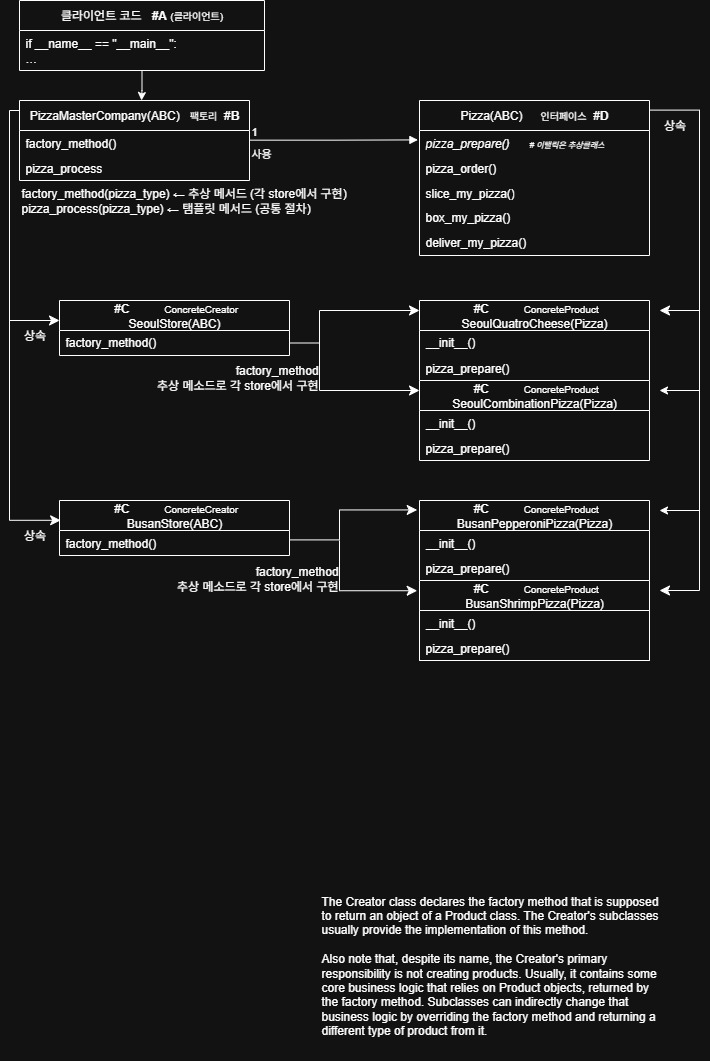 클라이언트 코드 #A (클라이언트)
if __name__ == "__main__":
...
PizzaMasterCompany(ABC) 팩토리 #B
factory_method()
pizza_process
factory_method(pizza_type) ← 추상 메서드 (각 store에서 구현)
pizza_process(pizza_type) ← 템플릿 메서드 (공통 절차)
1
사용
Pizza(ABC) 인터페이스 #D
pizza_prepare() # 이탤릭은 추상클래스
pizza_order()
slice_my_pizza()
box_my_pizza()
deliver_my_pizza()
상속
상속
#C ConcreteCreator
SeoulStore(ABC)
factory_method()
factory_method
추상 메소드로 각 store에서 구현
#C ConcreteProduct
SeoulQuatroCheese(Pizza)
__init__()
pizza_prepare()
#C ConcreteProduct
SeoulCombinationPizza(Pizza)
__init__()
pizza_prepare()
상속
#C ConcreteCreator
BusanStore(ABC)
factory_method()
factory_method
추상 메소드로 각 store에서 구현
#C ConcreteProduct
BusanPepperoniPizza(Pizza)
__init__()
pizza_prepare()
#C ConcreteProduct
BusanShrimpPizza(Pizza)
__init__()
pizza_prepare()
The Creator class declares the factory method that is supposed
to return an object of a Product class. The Creator's subclasses
usually provide the implementation of this method.
Also note that, despite its name, the Creator's primary
responsibility is not creating products. Usually, it contains some
core business logic that relies on Product objects, returned by
the factory method. Subclasses can indirectly change that
business logic by overriding the factory method and returning a
different type of product from it.